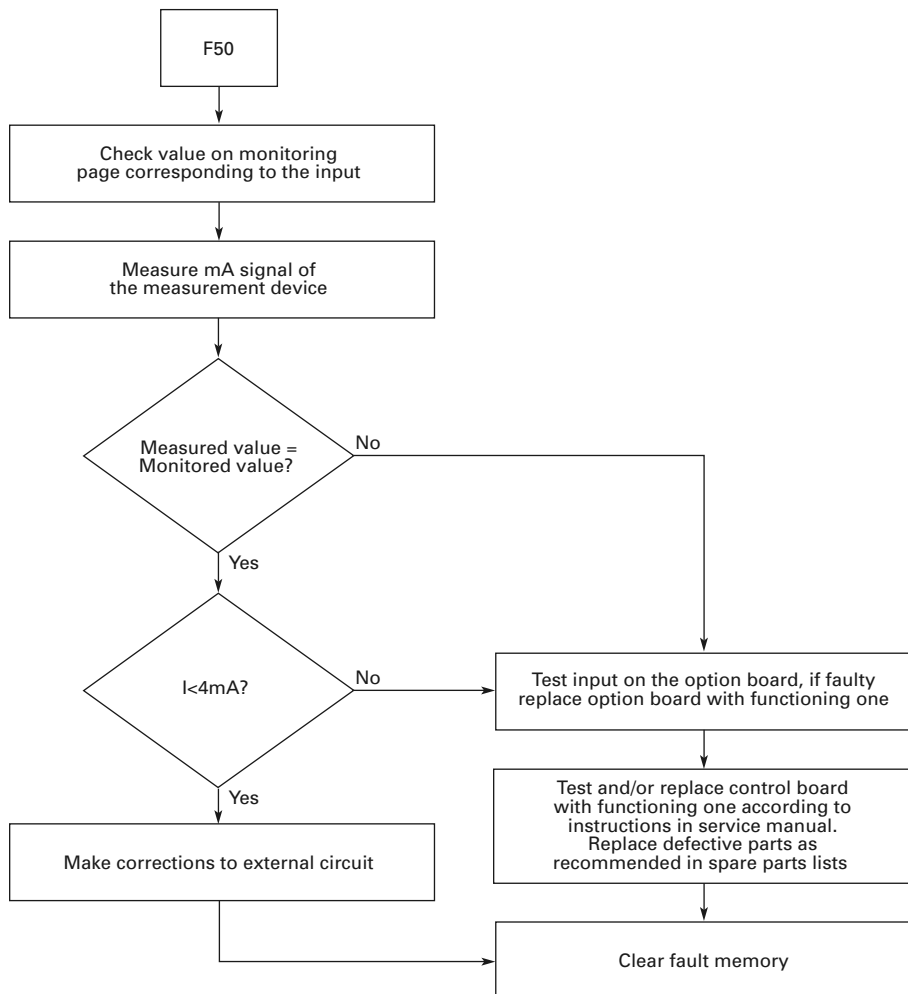 F50
Check value on monitoring
page corresponding to the input
Measure mA signal of
the measurement device
Measured value =
Monitored value?
No
Yes
I<4mA?
No
Yes
Test input on the option board, if faulty
replace option board with functioning one
Test and/or replace control board
with functioning one according to
instructions in service manual.
Replace defective parts as
recommended in spare parts lists
Make corrections to external circuit
Clear fault memory